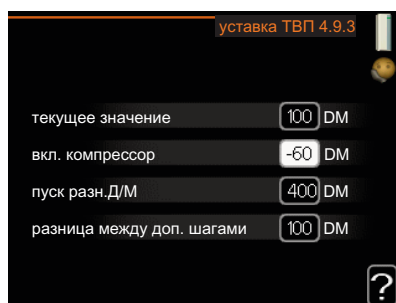 уставка ТВП 4.9.3
текущее значение 100 DM
вкл. компрессор -60 DM
пуск разн.Д/М 400 DM
разница между доп. шагами 100 DM
?